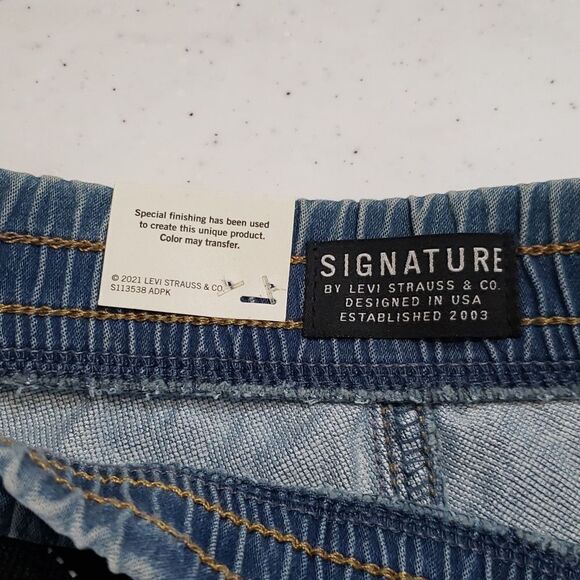 Special finishing has been used
to create this unique product.
Color may transfer.
© 2021 LEVI STRAUSS & CO.
S113538 ADPK
SIGNATURE
BY LEVI STRAUSS & CO.
DESIGNED IN USA
ESTABLISHED 2003